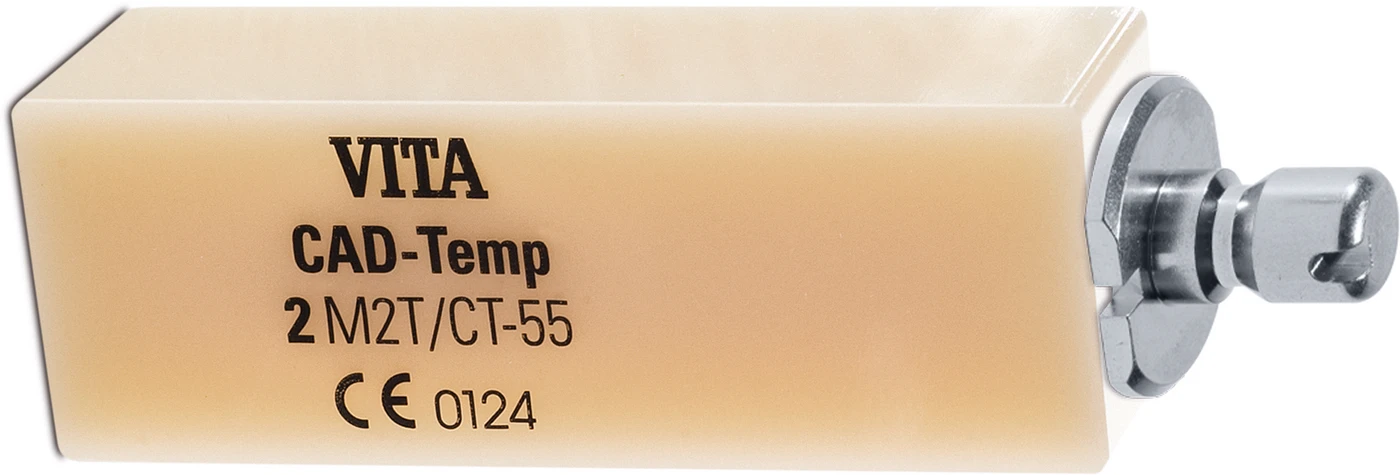 VITA
CAD-Temp
2 M2T/CT-55
CE 0124